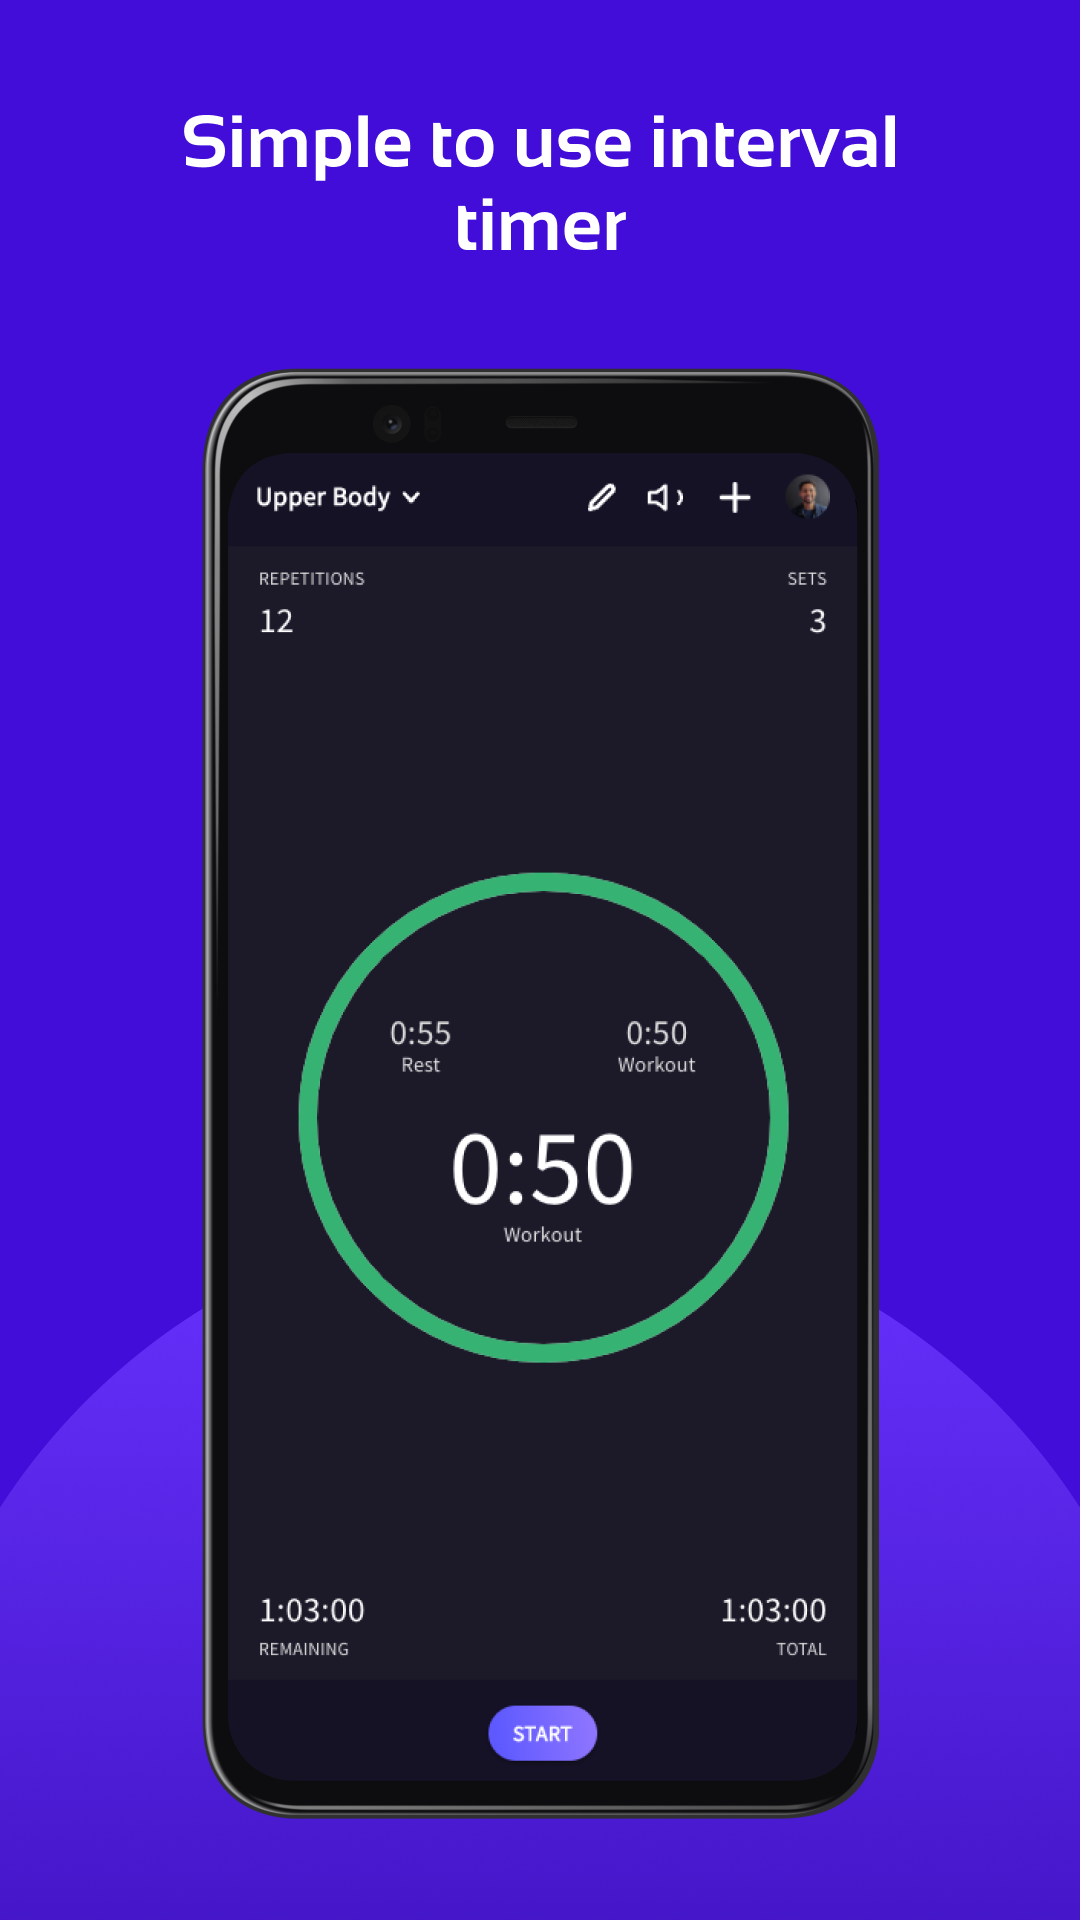 Simple to use interval
timer
Upper Body
REPETITIONS
SETS
12
3
0:55
0:50
Rest
Workout
0:50
Workout
1:03:00
1:03:00
REMAINING
TOTAL
START